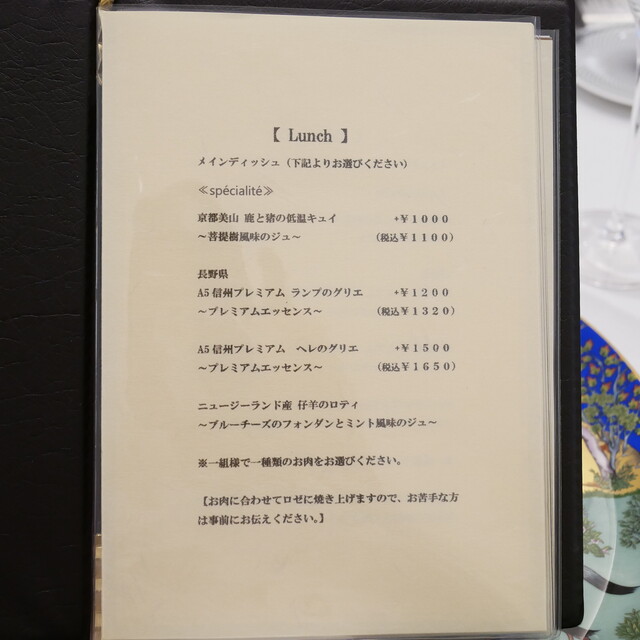 【 Lunch 】
メインディッシュ（下記よりお選びください）
≪spécialité≫
京都美山 鹿と猪の低温キュイ +￥1000
～菩提樹風味のジュ～ （税込￥1100）
長野県
A5信州プレミアム ランプのグリエ +￥1200
～プレミアムエッセンス～ （税込￥1320）
A5信州プレミアム ヘレのグリエ +￥1500
～プレミアムエッセンス～ （税込￥1650）
ニュージーランド産 仔羊のロティ
～ブルーチーズのフォンダンとミント風味のジュ～
※一組様で一種類のお肉をお選びください。
【お肉に合わせてロゼに焼き上げますので、お苦手な方
は事前にお伝えください。】